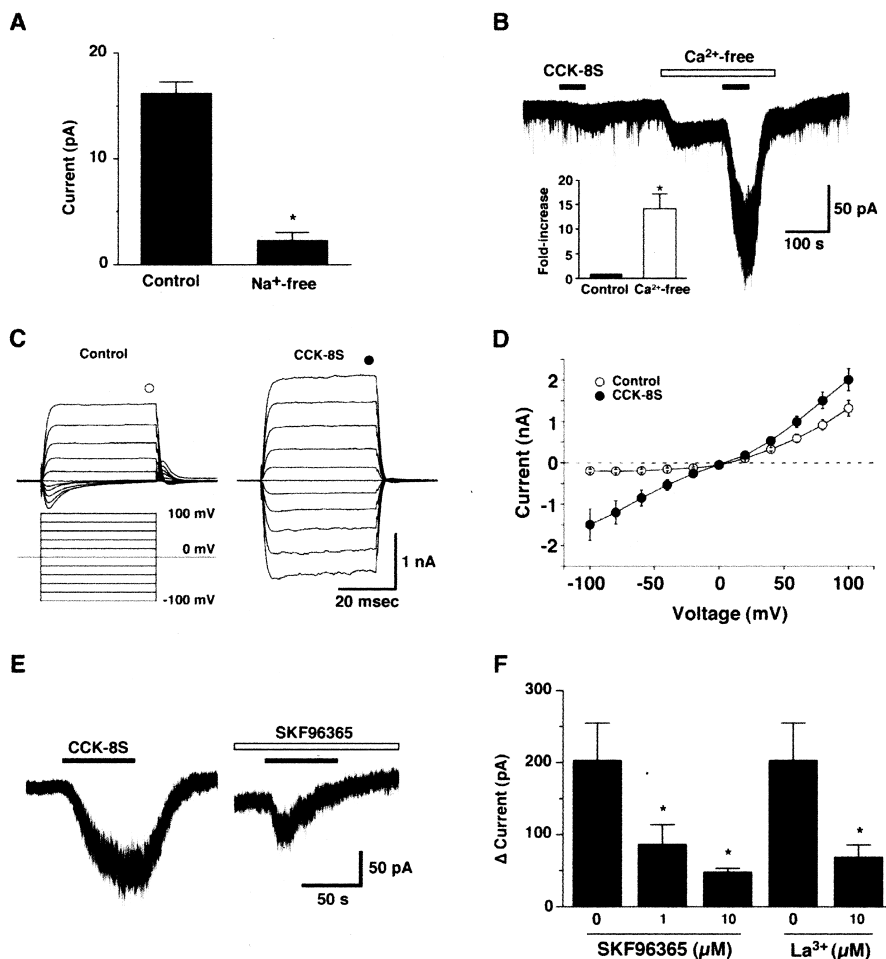 A
20
10
0
Current (pA)
*
Control
Na+-free
B
Ca2+-free
CCK-8S
20
15
10
5
0
Fold-increase
*
Control
Ca2+-free
50 pA
100 s
C
Control
CCK-8S
100 mV
0 mV
-100 mV
1 nA
20 msec
D
Control
CCK-8S
2
1
0
-1
-2
Current (nA)
-100
-50
0
50
100
Voltage (mV)
E
CCK-8S
SKF96365
50 pA
50 s
F
300
200
100
0
Δ Current (pA)
*
*
*
0
1
10
0
10
SKF96365 (μM)
La3+ (μM)